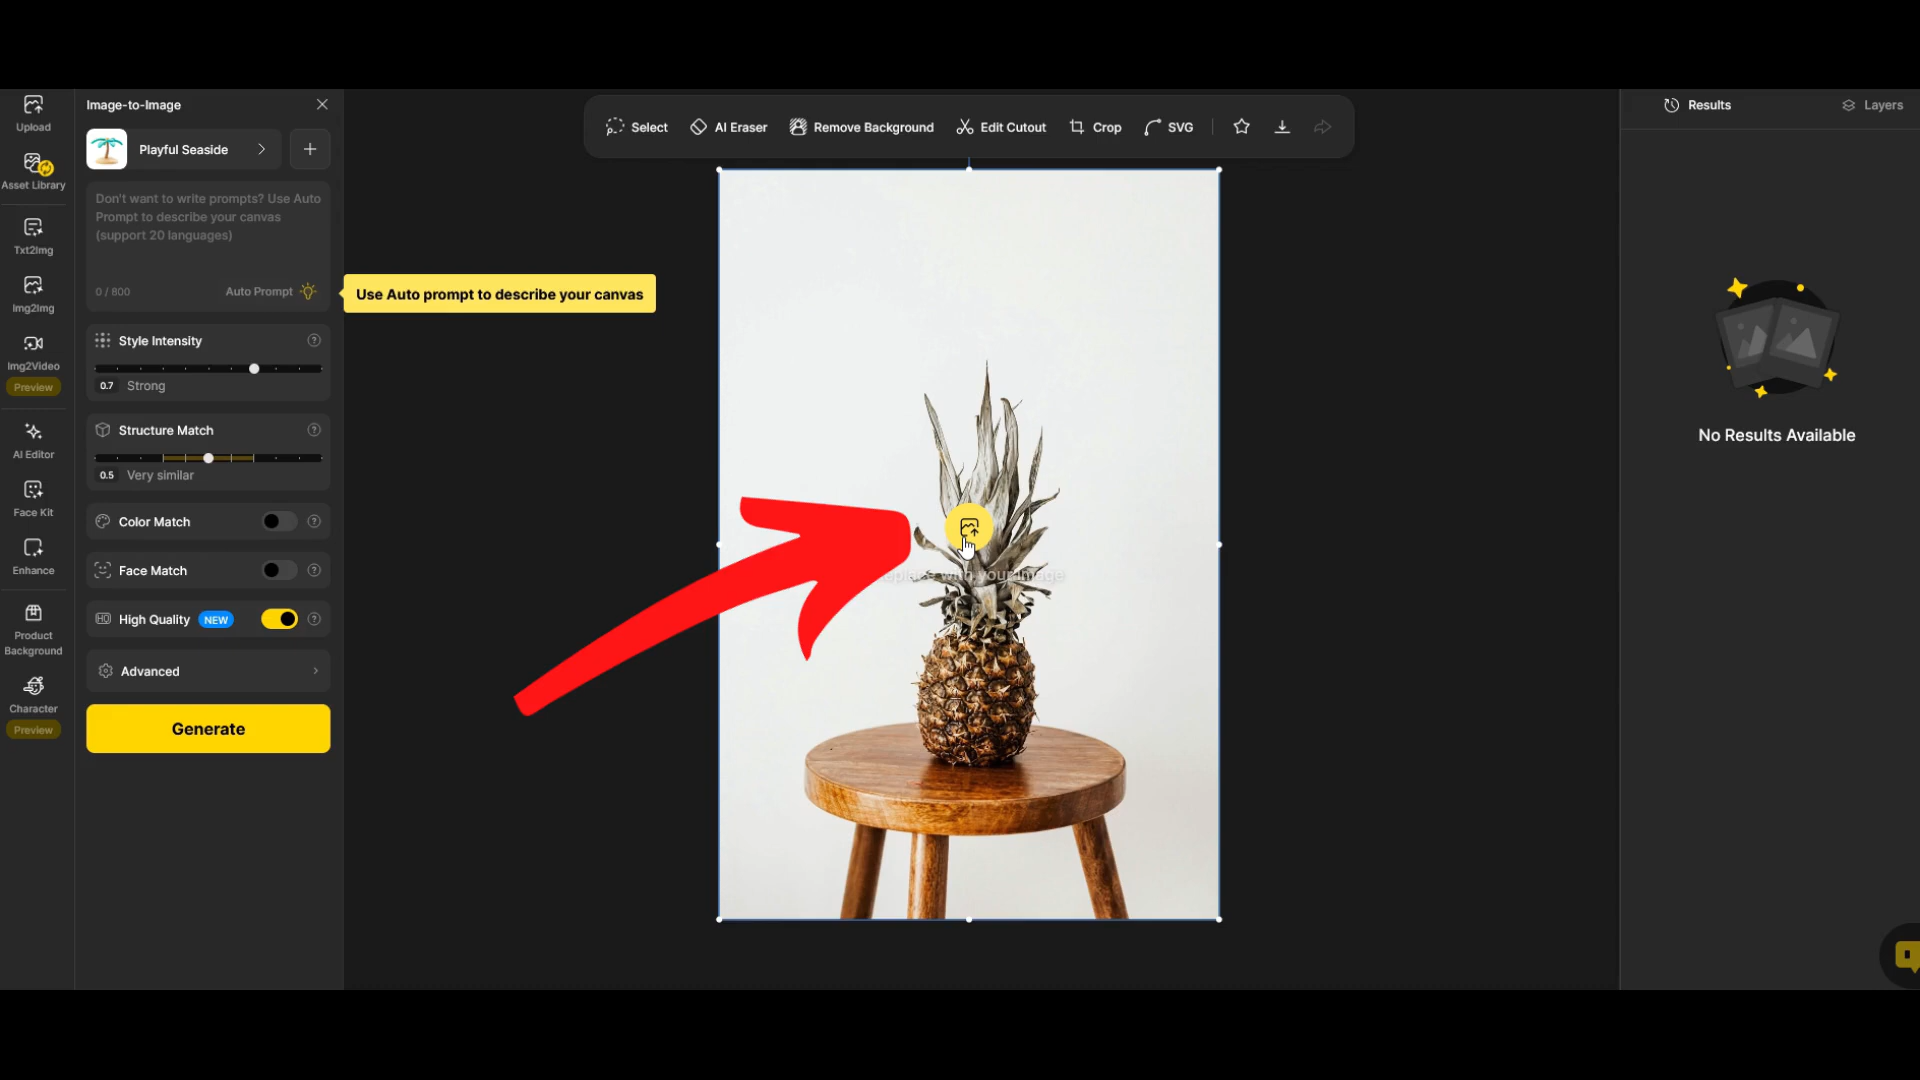 Upload
Asset Library
Txt2Img
Img2Img
Img2Video
Preview
AI Editor
Face Kit
Enhance
Product
Background
Character
Preview
Image-to-Image
Playful Seaside
Don't want to write prompts? Use Auto
Prompt to describe your canvas
(support 20 languages)
0 / 800
Auto Prompt
Use Auto prompt to describe your canvas
Style Intensity
0.7 Strong
Structure Match
0.5 Very similar
Color Match
Face Match
HD High Quality NEW
Advanced
Generate
Select
AI Eraser
Remove Background
Edit Cutout
Crop
SVG
with your image
Results
Layers
No Results Available